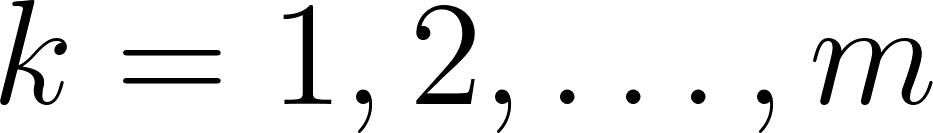 k = 1, 2, . . . , m